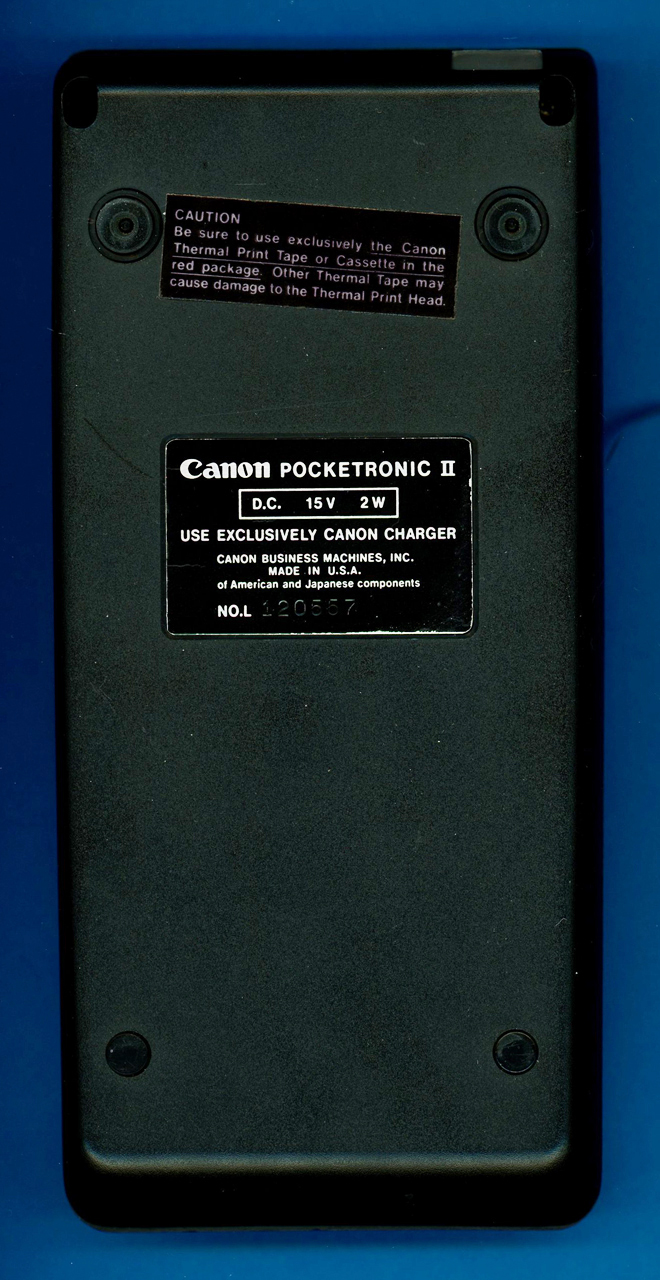 CAUTION
Be sure to use exclusively the Canon
Thermal Print Tape or Cassette in the
red package. Other Thermal Tape may
cause damage to the Thermal Print Head.
Canon POCKETRONIC II
D.C. 15V 2W
USE EXCLUSIVELY CANON CHARGER
CANON BUSINESS MACHINES, INC.
MADE IN U.S.A.
of American and Japanese components
NO.L